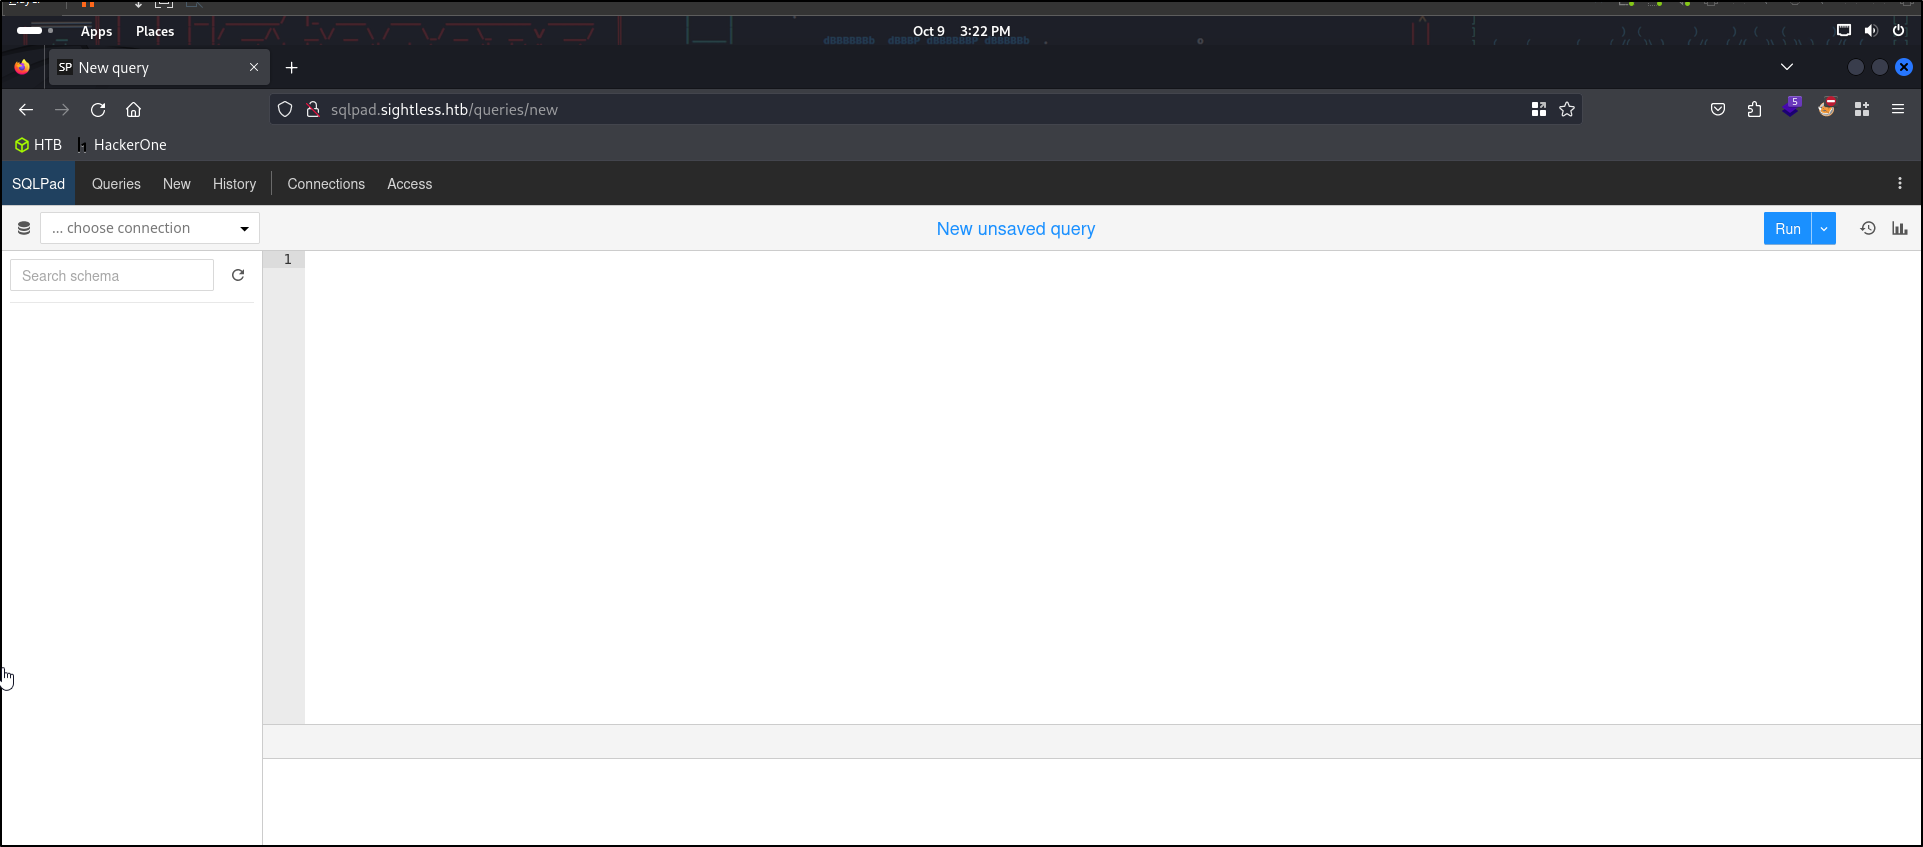 Apps Places Oct 9 3:22 PM
SP New query
sqlpad.sightless.htb/queries/new 5
HTB HackerOne
SQLPad Queries New History Connections Access
... choose connection New unsaved query Run
Search schema 1